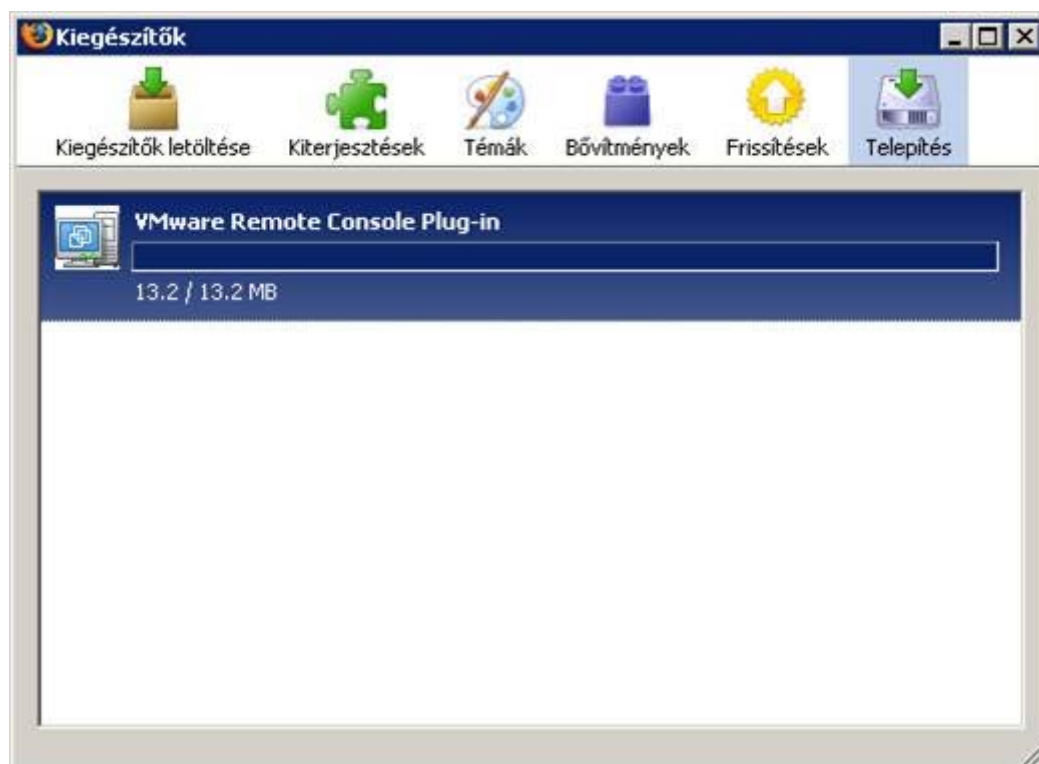 Kiegészítők
Kiegészítők letöltése Kiterjesztések Témák Bővítmények Frissítések Telepítés
VMware Remote Console Plug-in
13.2 / 13.2 MB